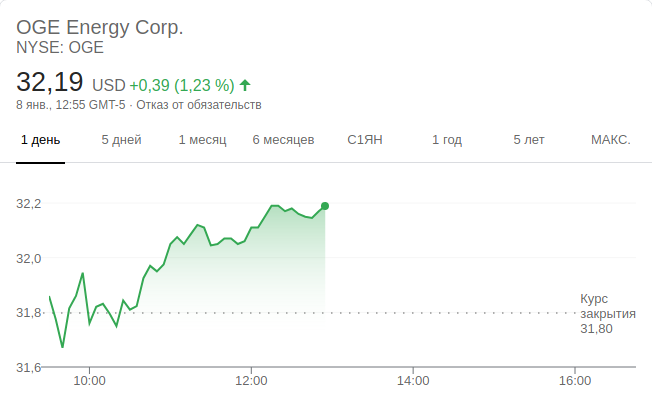 OGE Energy Corp.
NYSE: OGE
32,19 USD +0,39 (1,23 %)
8 янв., 12:55 GMT-5 · Отказ от обязательств
1 день 5 дней 1 месяц 6 месяцев С1ЯН 1 год 5 лет МАКС.
32,2
32,0
31,8
31,6
Курс
закрытия
31,80
10:00 12:00 14:00 16:00